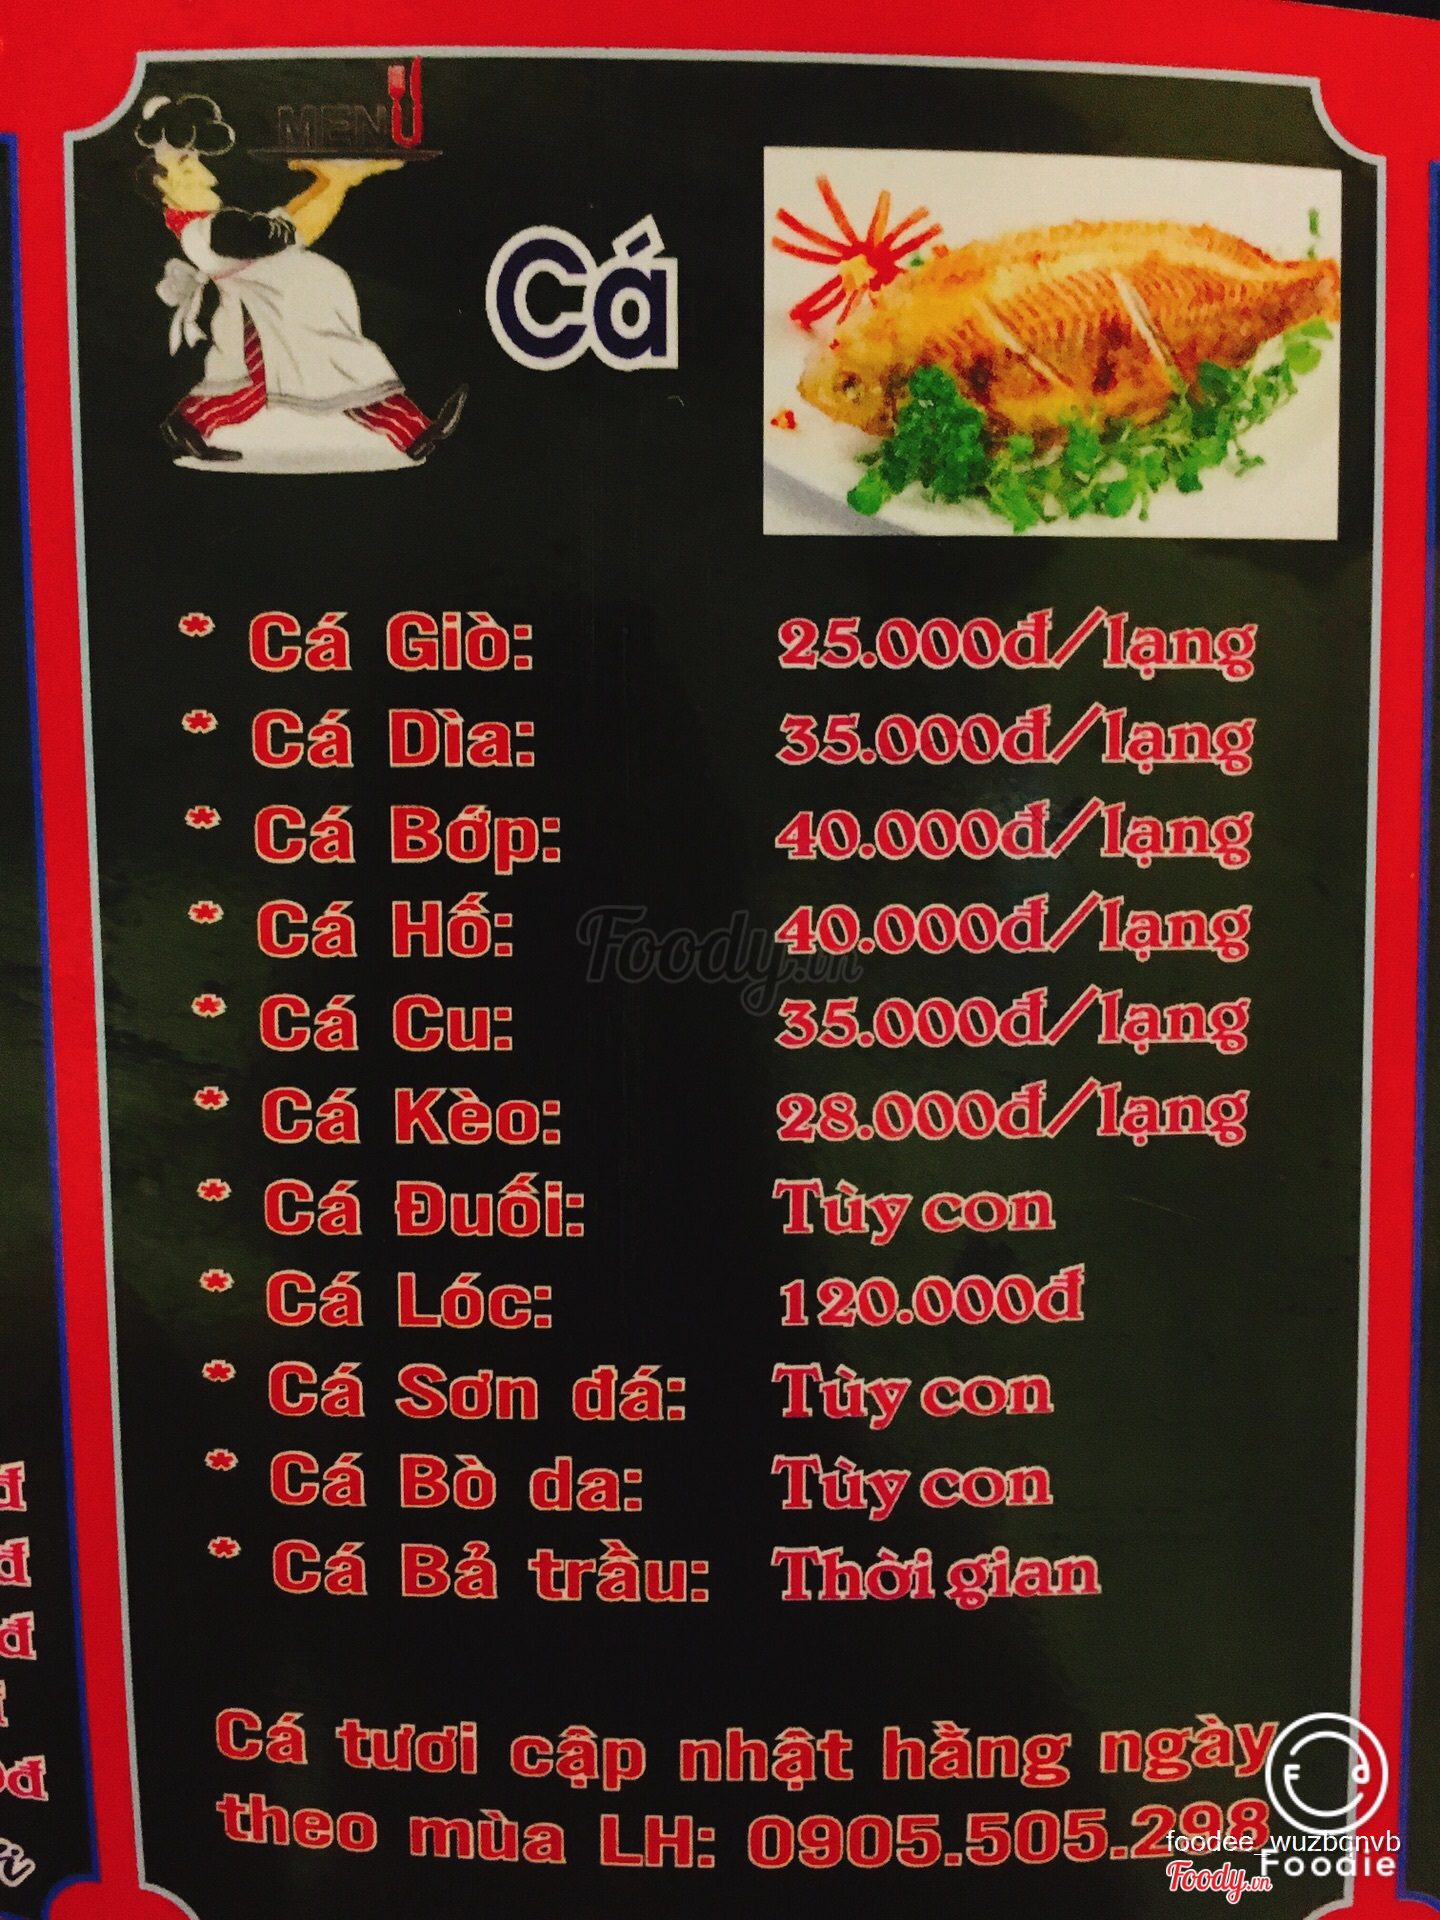 MENU
Cá
* Cá Giò: 25.000đ/lạng
* Cá Dìa: 35.000đ/lạng
* Cá Bớp: 40.000đ/lạng
* Cá Hố: 40.000đ/lạng
* Cá Cu: 35.000đ/lạng
* Cá Kèo: 28.000đ/lạng
* Cá Đuối: Tùy con
* Cá Lóc: 120.000đ
* Cá Sơn đá: Tùy con
* Cá Bò da: Tùy con
* Cá Bả trầu: Thời gian
Cá tươi cập nhật hằng ngày
theo mùa LH: 0905.505.298
Foody.vn
foodee_wuzbqnvb
Foodie
Foody.vn